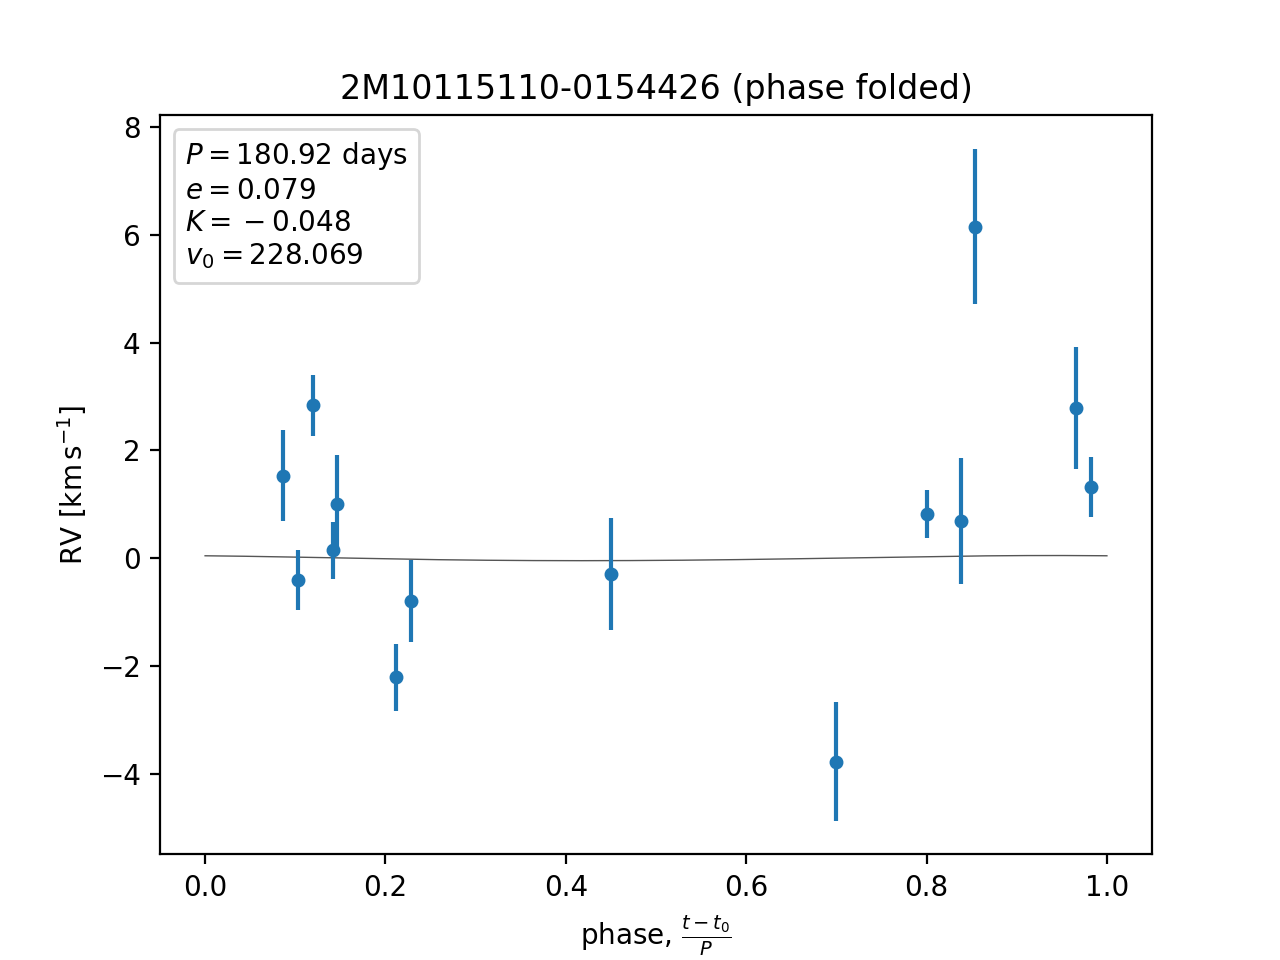 2M10115110-0154426 (phase folded)
P = 180.92 days
e = 0.079
K = −0.048
v₀ = 228.069
8
6
4
2
0
−2
−4
RV [km s⁻¹]
0.0 0.2 0.4 0.6 0.8 1.0
phase, (t − t₀)/P